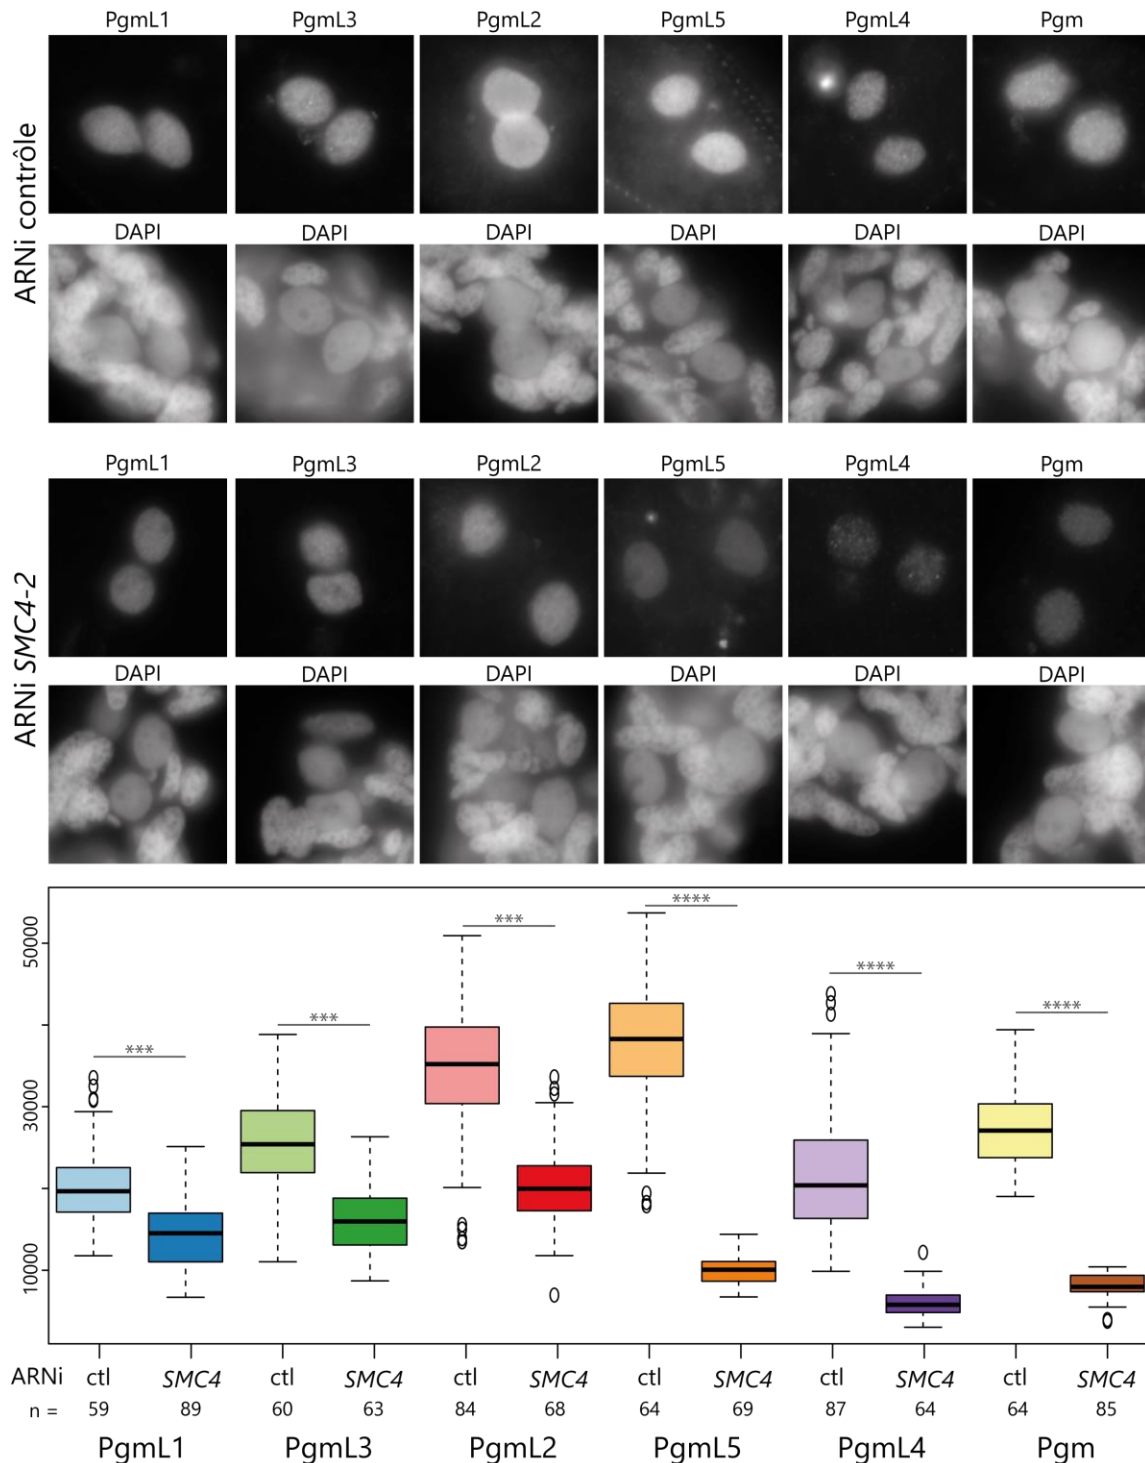 PgmL1 PgmL3 PgmL2 PgmL5 PgmL4 Pgm
ARNi contrôle
DAPI DAPI DAPI DAPI DAPI DAPI
PgmL1 PgmL3 PgmL2 PgmL5 PgmL4 Pgm
ARNi SMC4-2
DAPI DAPI DAPI DAPI DAPI DAPI
50000
30000
10000
*** *** *** **** **** ****
ARNi ctl SMC4 ctl SMC4 ctl SMC4 ctl SMC4 ctl SMC4 ctl SMC4
n = 59 89 60 63 84 68 64 69 87 64 64 85
PgmL1 PgmL3 PgmL2 PgmL5 PgmL4 Pgm